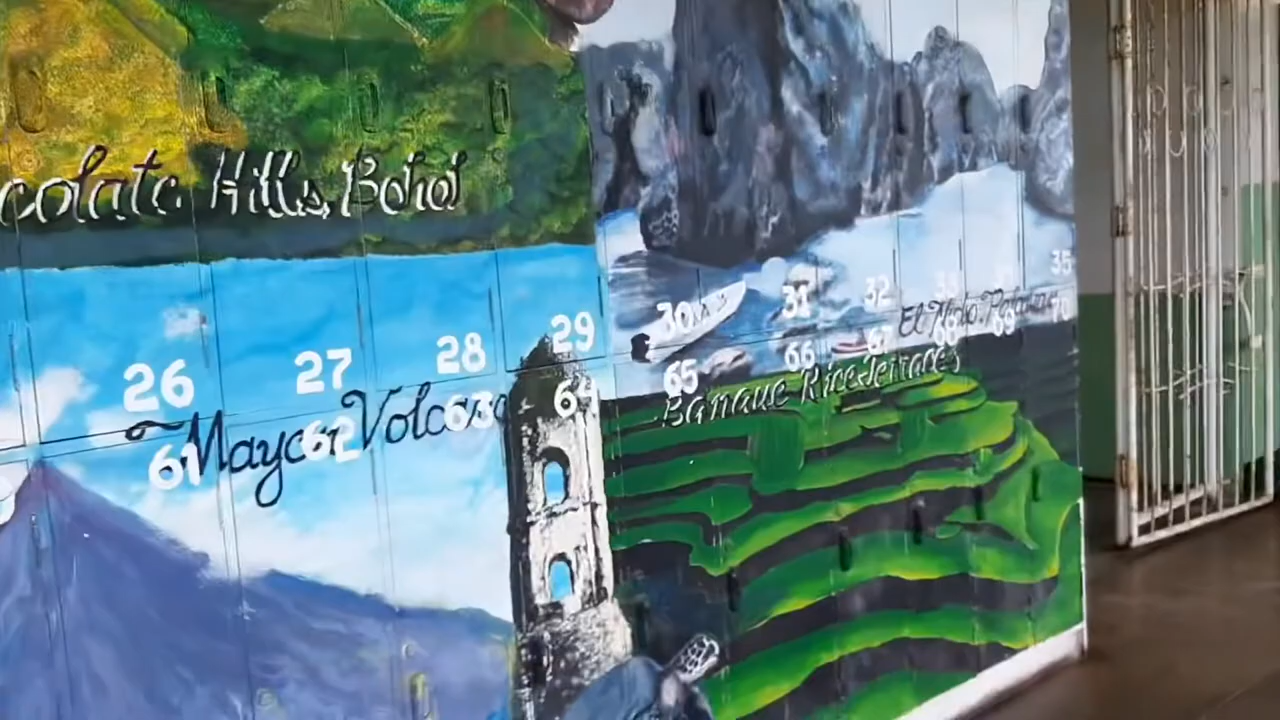 colate Hills, Bohol
26 27 28 29 30 31 32 35
El Nido, Palawan
61 62 63 64 65 66 67 68 69 70
Mayon Volcano
Banaue Rice Terraces